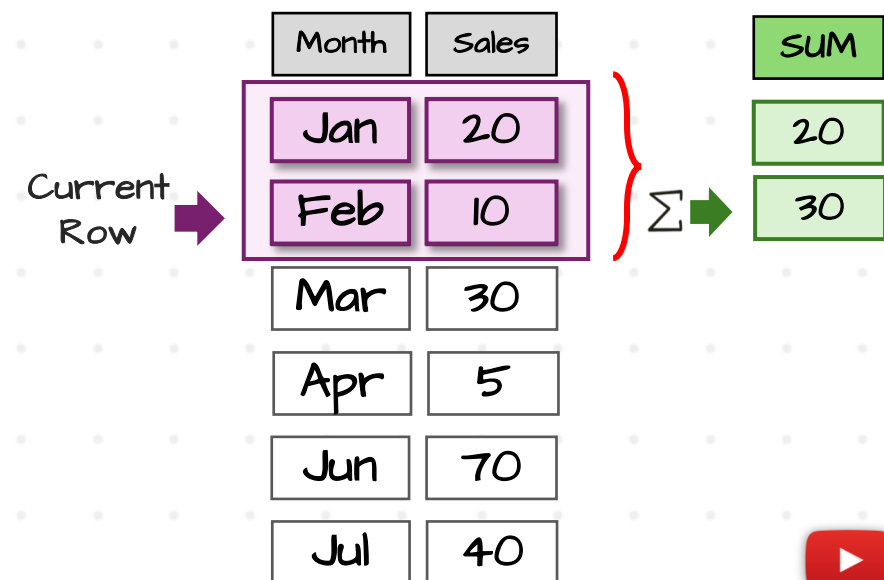 Month Sales SUM
Jan 20 20
Current Row
Feb 10 Σ 30
Mar 30
Apr 5
Jun 70
Jul 40